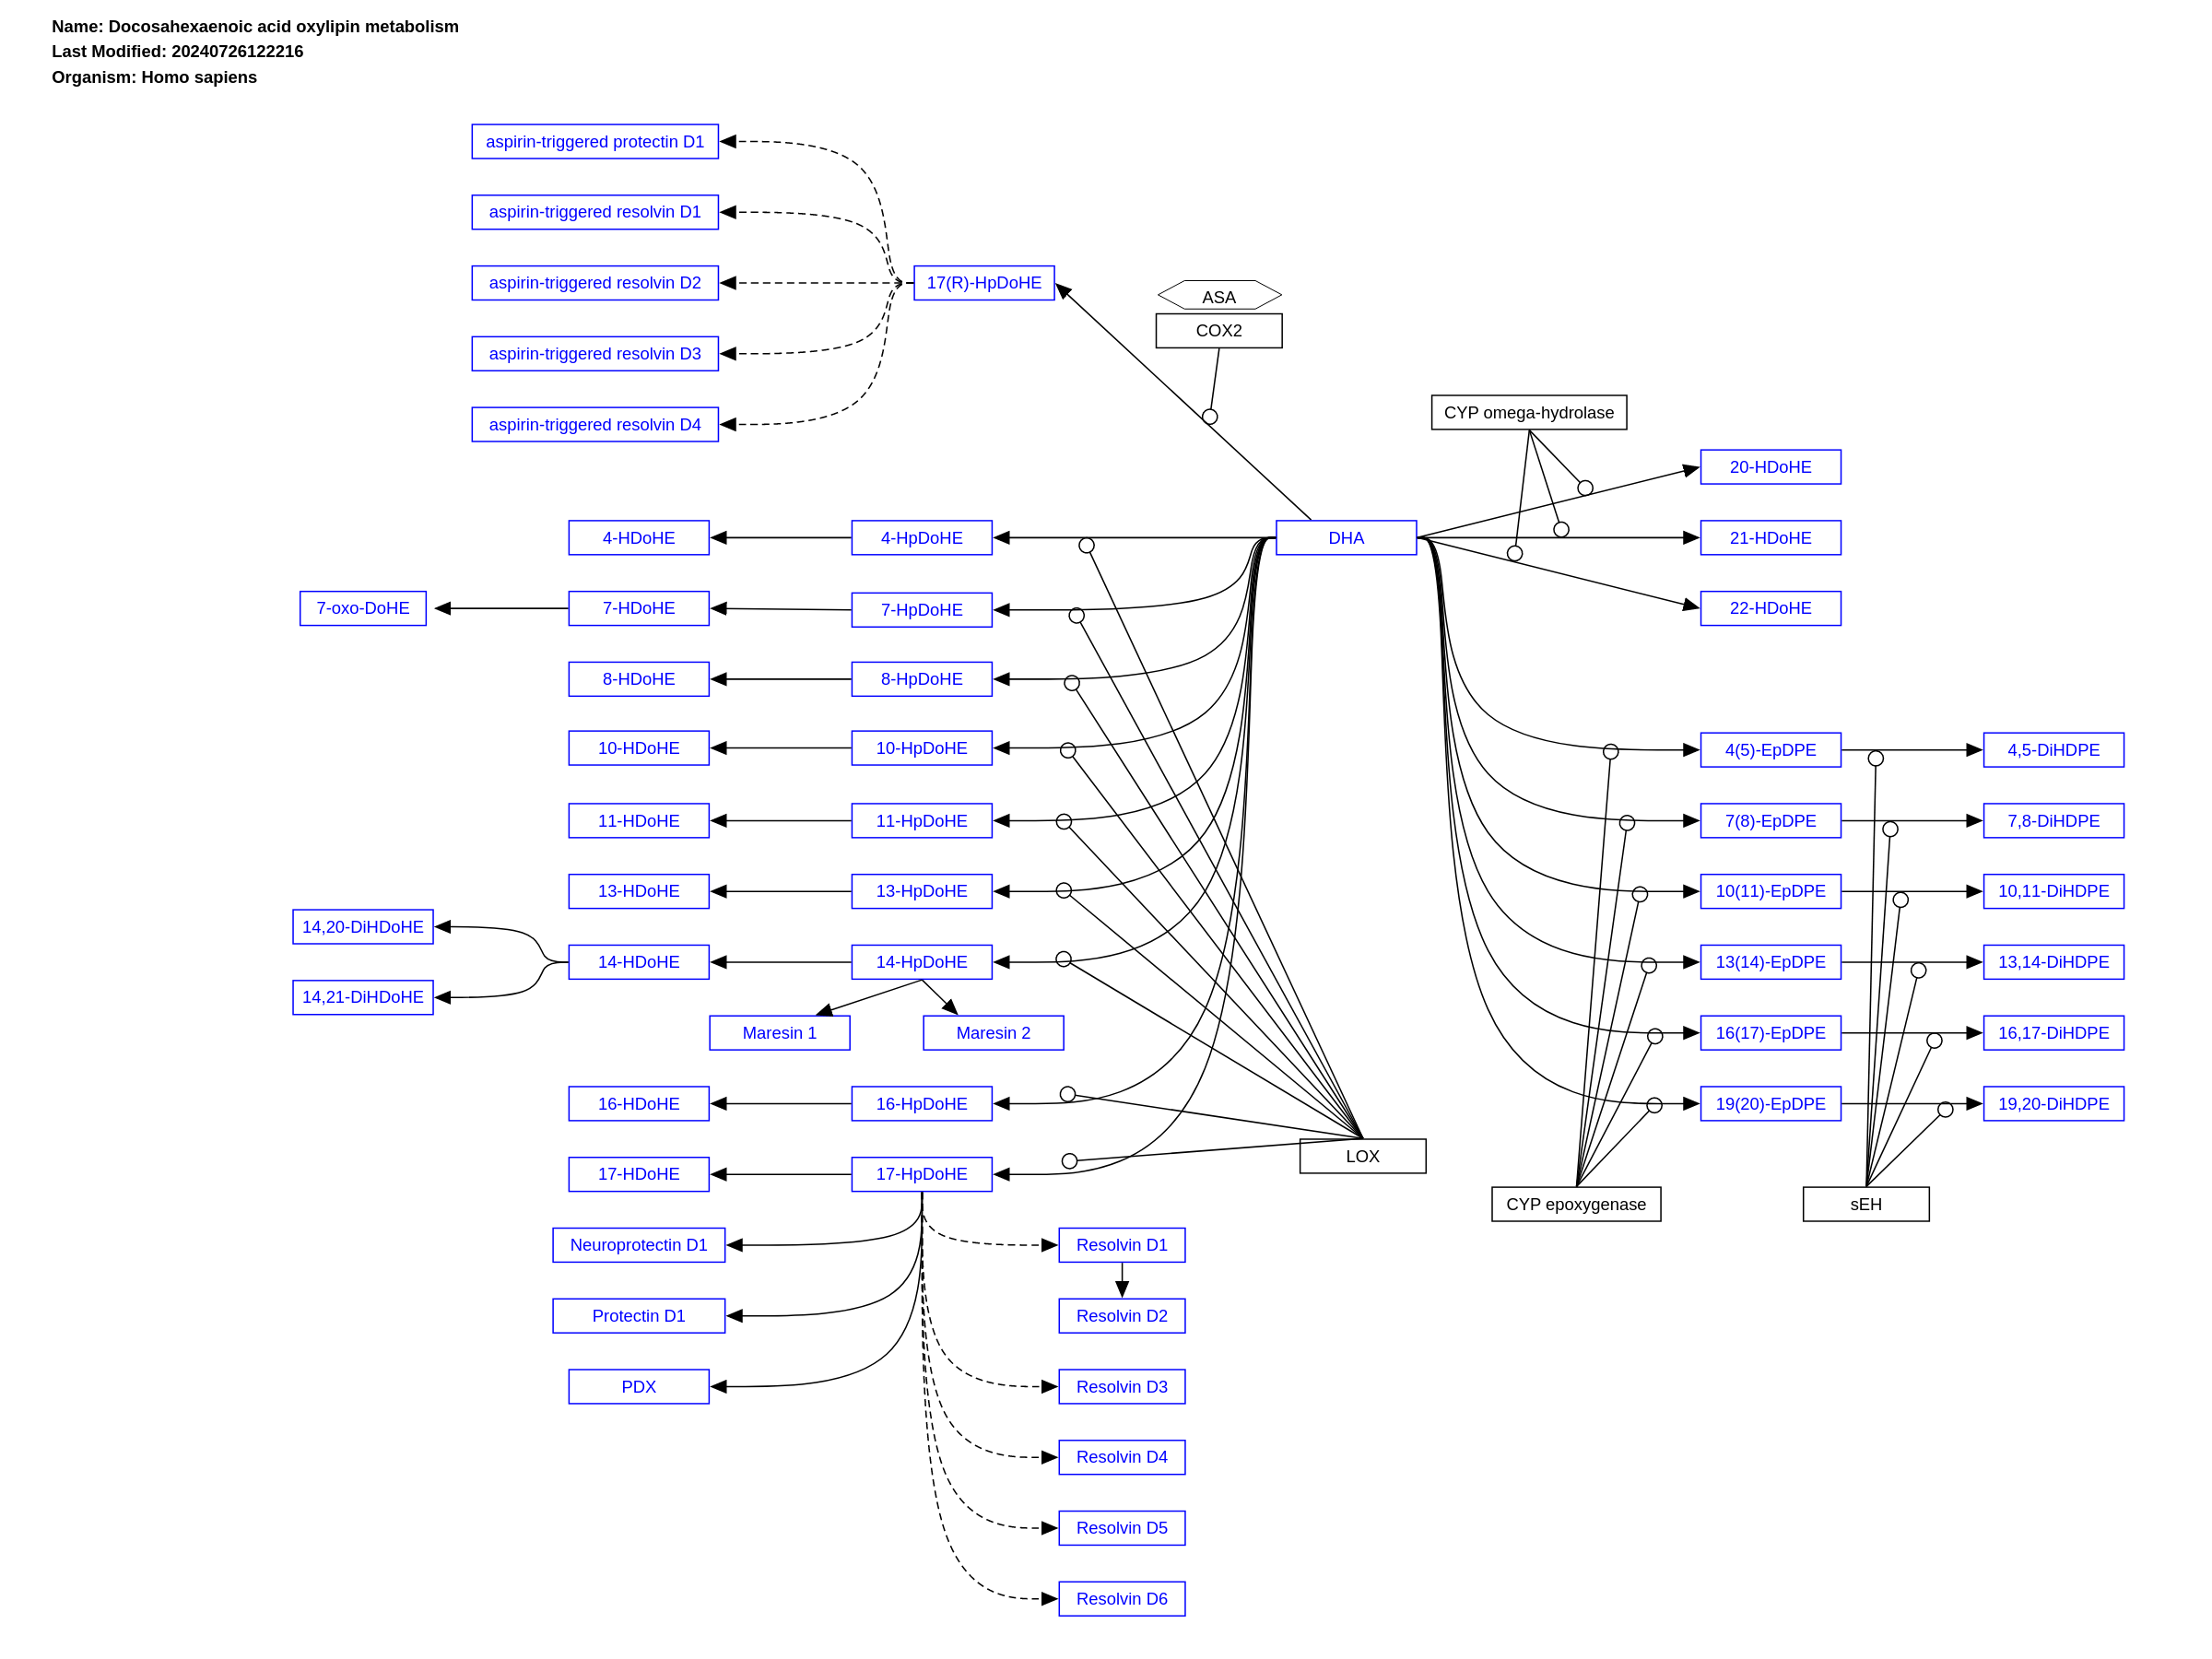 Name: Docosahexaenoic acid oxylipin metabolism
Last Modified: 20240726122216
Organism: Homo sapiens
aspirin-triggered protectin D1
aspirin-triggered resolvin D1
aspirin-triggered resolvin D2
17(R)-HpDoHE
ASA
COX2
aspirin-triggered resolvin D3
aspirin-triggered resolvin D4
CYP omega-hydrolase
20-HDoHE
4-HDoHE
4-HpDoHE
DHA
21-HDoHE
7-oxo-DoHE
7-HDoHE
7-HpDoHE
22-HDoHE
8-HDoHE
8-HpDoHE
10-HDoHE
10-HpDoHE
4(5)-EpDPE
4,5-DiHDPE
11-HDoHE
11-HpDoHE
7(8)-EpDPE
7,8-DiHDPE
13-HDoHE
13-HpDoHE
10(11)-EpDPE
10,11-DiHDPE
14,20-DiHDoHE
14-HDoHE
14-HpDoHE
13(14)-EpDPE
13,14-DiHDPE
14,21-DiHDoHE
Maresin 1
Maresin 2
16(17)-EpDPE
16,17-DiHDPE
16-HDoHE
16-HpDoHE
19(20)-EpDPE
19,20-DiHDPE
LOX
17-HDoHE
17-HpDoHE
CYP epoxygenase
sEH
Neuroprotectin D1
Resolvin D1
Protectin D1
Resolvin D2
PDX
Resolvin D3
Resolvin D4
Resolvin D5
Resolvin D6